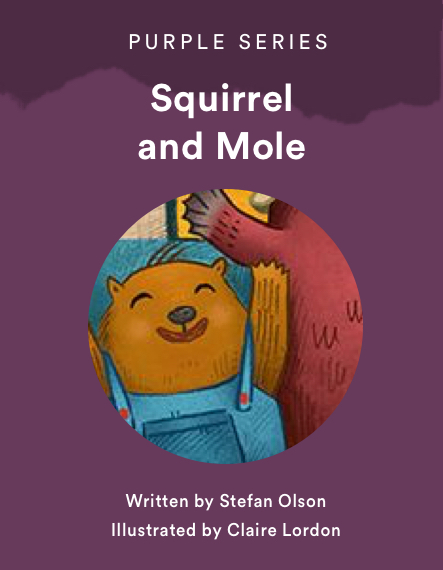 PURPLE SERIES
Squirrel
and Mole
Written by Stefan Olson
Illustrated by Claire Lordon